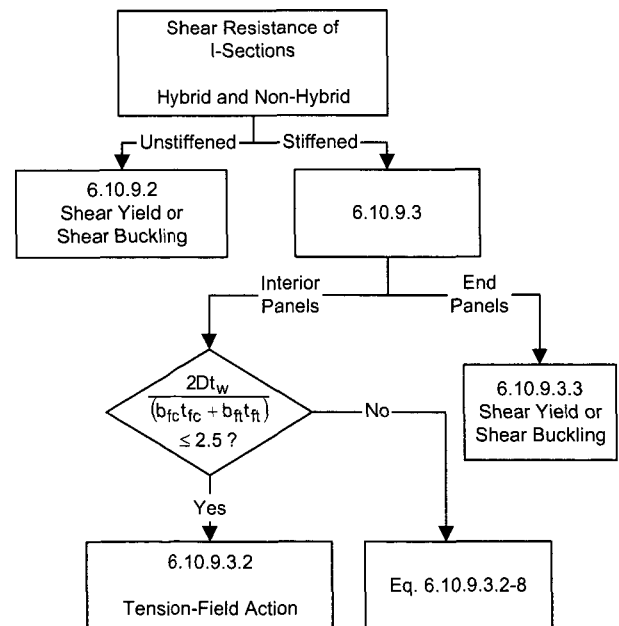 Shear Resistance of
I-Sections
Hybrid and Non-Hybrid
Unstiffened
Stiffened
6.10.9.2
Shear Yield or
Shear Buckling
6.10.9.3
Interior
Panels
End
Panels
2Dt_w
(b_fc t_fc + b_ft t_ft)
≤ 2.5 ?
No
6.10.9.3.3
Shear Yield or
Shear Buckling
Yes
6.10.9.3.2
Tension-Field Action
Eq. 6.10.9.3.2-8